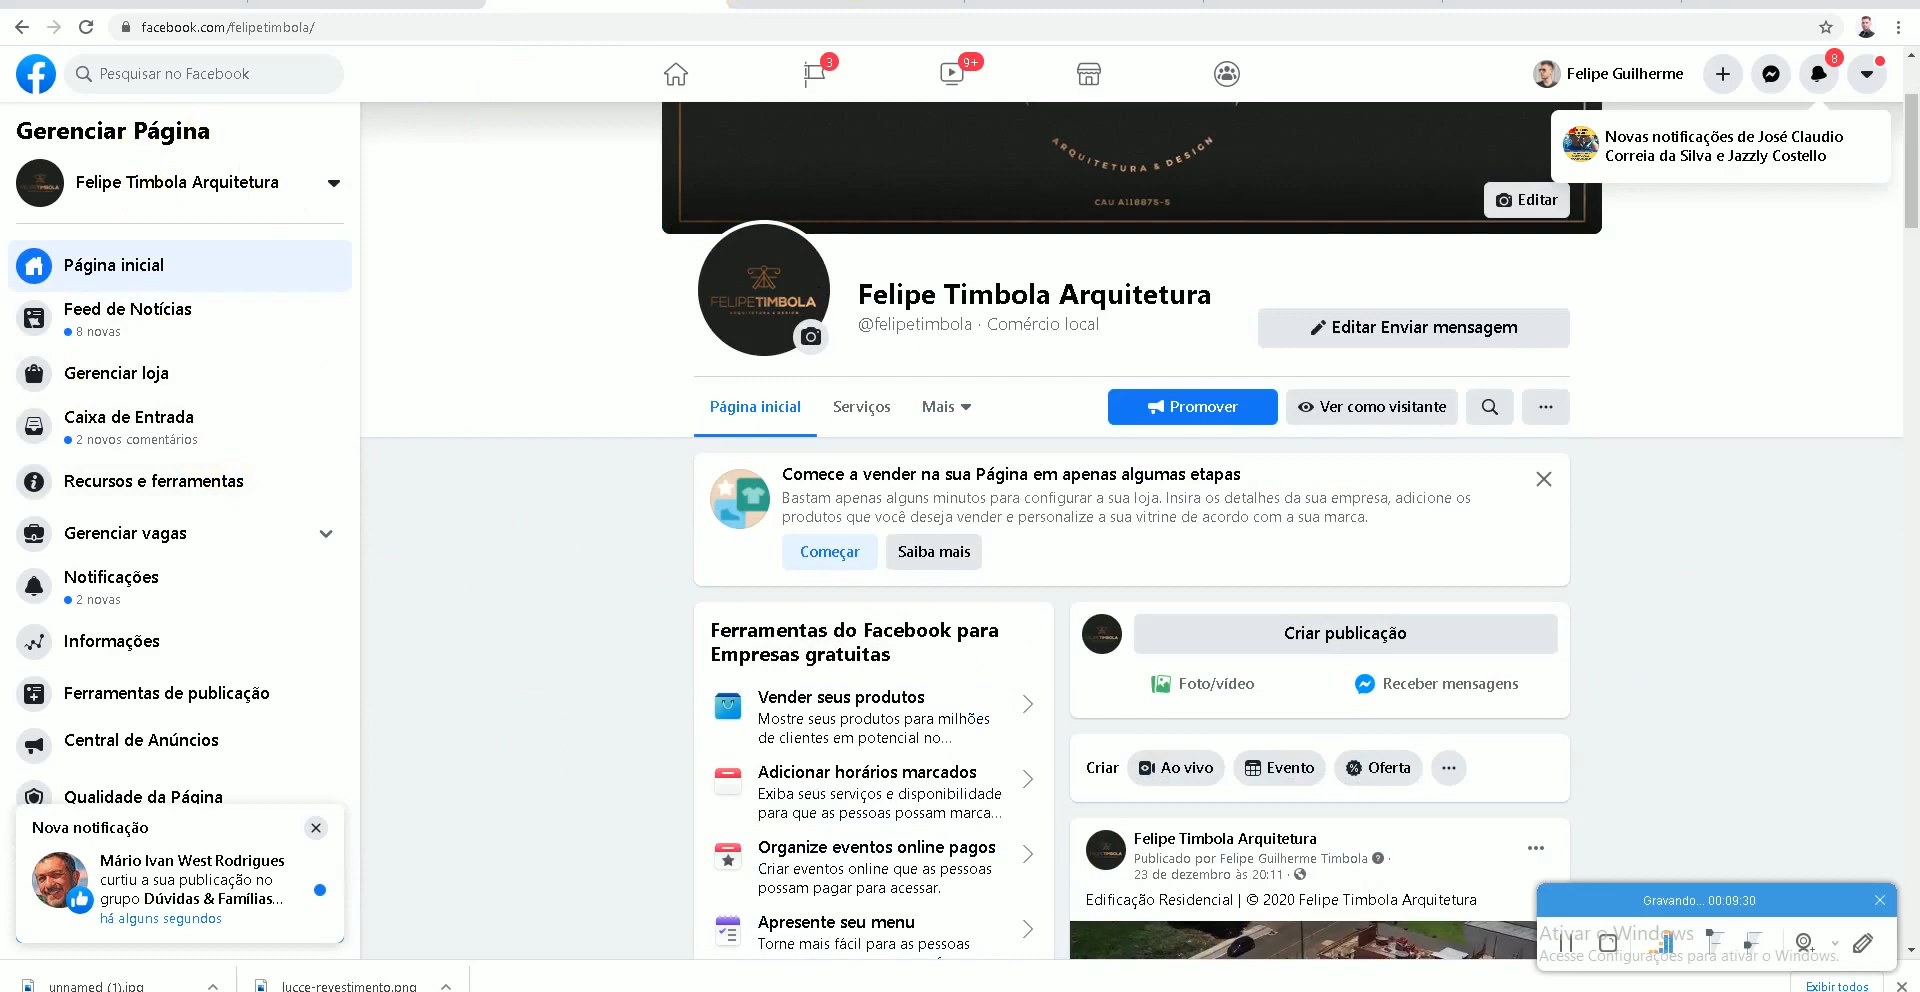 facebook.com/felipetimbola/
Pesquisar no Facebook
3
9+
Felipe Guilherme
8
Novas notificações de José Claudio
Correia da Silva e Jazzly Costello
Gerenciar Página
Felipe Timbola Arquitetura
Página inicial
Feed de Notícias
8 novas
Gerenciar loja
Caixa de Entrada
2 novos comentários
Recursos e ferramentas
Gerenciar vagas
Notificações
2 novas
Informações
Ferramentas de publicação
Central de Anúncios
Qualidade da Página
Nova notificação
Mário Ivan West Rodrigues
curtiu a sua publicação no
grupo Dúvidas & Famílias...
há alguns segundos
ARQUITETURA & DESIGN
CAU A118875-5
Editar
FELIPETIMBOLA
ARQUITETURA & DESIGN
Felipe Timbola Arquitetura
@felipetimbola · Comércio local
Editar Enviar mensagem
Página inicial
Serviços
Mais
Promover
Ver como visitante
Comece a vender na sua Página em apenas algumas etapas
Bastam apenas alguns minutos para configurar a sua loja. Insira os detalhes da sua empresa, adicione os
produtos que você deseja vender e personalize a sua vitrine de acordo com a sua marca.
Começar
Saiba mais
Ferramentas do Facebook para
Empresas gratuitas
Vender seus produtos
Mostre seus produtos para milhões
de clientes em potencial no...
Adicionar horários marcados
Exiba seus serviços e disponibilidade
para que as pessoas possam marca...
Organize eventos online pagos
Criar eventos online que as pessoas
possam pagar para acessar.
Apresente seu menu
Torne mais fácil para as pessoas
Criar publicação
Foto/vídeo
Receber mensagens
Criar
Ao vivo
Evento
Oferta
Felipe Timbola Arquitetura
Publicado por Felipe Guilherme Timbola ·
23 de dezembro às 20:11 ·
Edificação Residencial | © 2020 Felipe Timbola Arquitetura
Gravando... 00:09:30
Ativar o Windows
Acesse Configurações para ativar o Windows.
unnamed (1).jpg
lucce-revestimento.png
Exibir todos